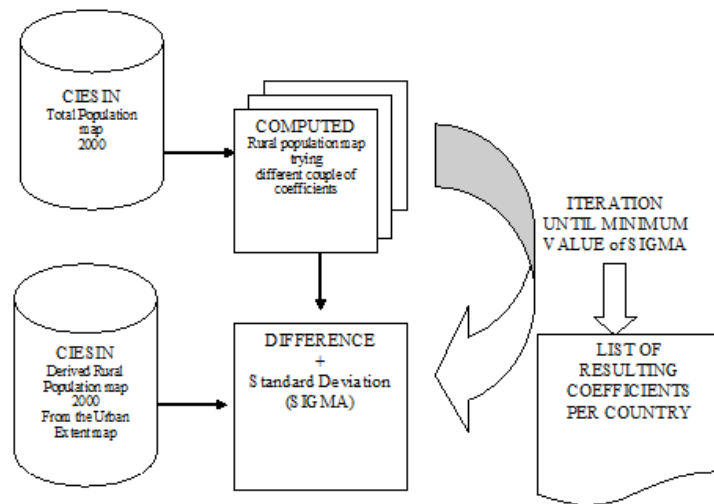 CIESIN
Total Population
map
2000
COMPUTED
Rural population map
trying
different couple of
coefficients
ITERATION
UNTIL MINIMUM
VALUE of SIGMA
CIESIN
Derived Rural
Population map
2000
From the Urban
Extent map
DIFFERENCE
+
Standard Deviation
(SIGMA)
LIST OF
RESULTING
COEFFICIENTS
PER COUNTRY